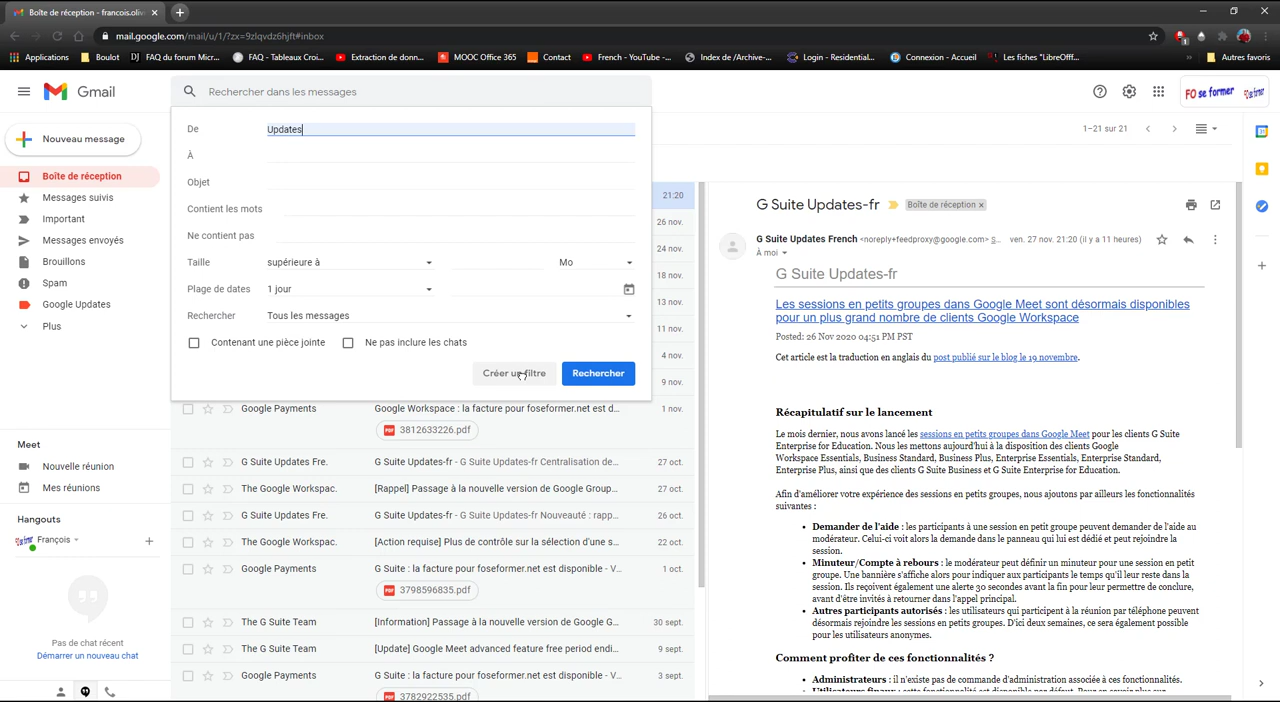 Boîte de réception - francois.oliv
mail.google.com/mail/u/1/?zx=9zlqvdz6hjft#inbox
Applications
Boulot
FAQ du forum Micr...
FAQ - Tableaux Croi...
Extraction de donn...
MOOC Office 365
Contact
French - YouTube -...
Index de /Archive-...
Login - Residential...
Connexion - Accueil
Les fiches "LibreOfff...
»
Autres favoris
Gmail
Rechercher dans les messages
FO se former
Nouveau message
Boîte de réception
Messages suivis
Important
Messages envoyés
Brouillons
Spam
Google Updates
Plus
Meet
Nouvelle réunion
Mes réunions
Hangouts
François
Pas de chat récent
Démarrer un nouveau chat
De
Updates
À
Objet
Contient les mots
Ne contient pas
Taille
supérieure à
Mo
Plage de dates
1 jour
Rechercher
Tous les messages
Contenant une pièce jointe
Ne pas inclure les chats
Créer un filtre
Rechercher
1–21 sur 21
21:20
26 nov.
24 nov.
18 nov.
13 nov.
11 nov.
4 nov.
9 nov.
Google Payments
Google Workspace : la facture pour foseformer.net est d...
1 nov.
3812633226.pdf
G Suite Updates Fre.
G Suite Updates-fr - G Suite Updates-fr Centralisation de...
27 oct.
The Google Workspac.
[Rappel] Passage à la nouvelle version de Google Group...
27 oct.
G Suite Updates Fre.
G Suite Updates-fr - G Suite Updates-fr Nouveauté : rapp...
26 oct.
The Google Workspac.
[Action requise] Plus de contrôle sur la sélection d'une s...
22 oct.
Google Payments
G Suite : la facture pour foseformer.net est disponible - V...
1 oct.
3798596835.pdf
The G Suite Team
[Information] Passage à la nouvelle version de Google G...
30 sept.
The G Suite Team
[Update] Google Meet advanced feature free period endi...
9 sept.
Google Payments
G Suite : la facture pour foseformer.net est disponible - V...
3 sept.
3782922535.pdf
G Suite Updates-fr
Boîte de réception ×
G Suite Updates French <noreply+feedproxy@google.com> S...
ven. 27 nov. 21:20 (il y a 11 heures)
À moi
G Suite Updates-fr
Les sessions en petits groupes dans Google Meet sont désormais disponibles
pour un plus grand nombre de clients Google Workspace
Posted: 26 Nov 2020 04:51 PM PST
Cet article est la traduction en anglais du post publié sur le blog le 19 novembre.
Récapitulatif sur le lancement
Le mois dernier, nous avons lancé les sessions en petits groupes dans Google Meet pour les clients G Suite
Enterprise for Education. Nous les mettons aujourd'hui à la disposition des clients Google
Workspace Essentials, Business Standard, Business Plus, Enterprise Essentials, Enterprise Standard,
Enterprise Plus, ainsi que des clients G Suite Business et G Suite Enterprise for Education.
Afin d'améliorer votre expérience des sessions en petits groupes, nous ajoutons par ailleurs les fonctionnalités
suivantes :
• Demander de l'aide : les participants à une session en petit groupe peuvent demander de l'aide au
modérateur. Celui-ci voit alors la demande dans le panneau qui lui est dédié et peut rejoindre la
session.
• Minuteur/Compte à rebours : le modérateur peut définir un minuteur pour une session en petit
groupe. Une bannière s'affiche alors pour indiquer aux participants le temps qu'il leur reste dans la
session. Ils reçoivent également une alerte 30 secondes avant la fin pour leur permettre de conclure,
avant d'être invités à retourner dans l'appel principal.
• Autres participants autorisés : les utilisateurs qui participent à la réunion par téléphone peuvent
désormais rejoindre les sessions en petits groupes. D'ici deux semaines, ce sera également possible
pour les utilisateurs anonymes.
Comment profiter de ces fonctionnalités ?
• Administrateurs : il n'existe pas de commande d'administration associée à ces fonctionnalités.